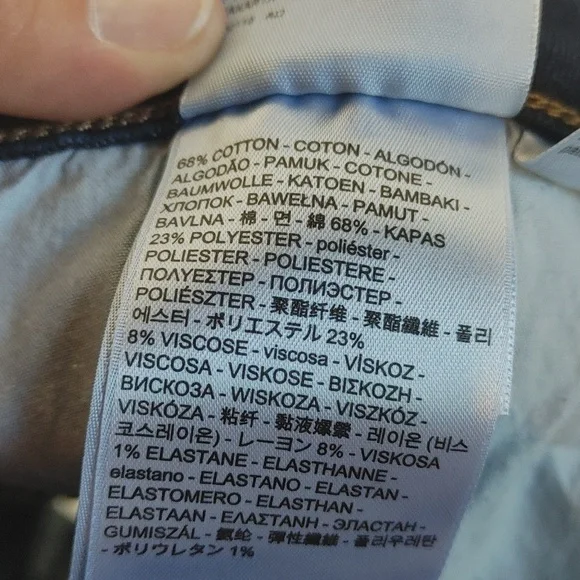 68% COTTON - COTON - ALGODÓN -
ALGODÃO - PAMUK - COTONE -
BAUMWOLLE - KATOEN - BAMBAKI -
ХЛОПОК - BAWEŁNA - PAMUT -
BAVLNA - 棉 - 면 - 綿 68% - KAPAS
23% POLYESTER - poliéster -
POLIESTER - POLIESTERE -
ΠΟΛΥΕΣΤΕΡ - ПОЛИЭСТЕР -
POLIÉSZTER - 聚酯纤维 - 聚酯纖維 - 폴리
에스터 - ポリエステル 23%
8% VISCOSE - viscosa - VİSKOZ -
VISCOSA - VISKOSE - ΒΙΣΚΟΖΗ -
ВИСКОЗА - WISKOZA - VISZKÓZ -
VISKÓZA - 粘纤 - 黏液嫘縈 - 레이온 (비스
코스레이온) - レーヨン 8% - VISKOSA
1% ELASTANE - ELASTHANNE -
elastano - ELASTANO - ELASTAN -
ELASTOMERO - ELASTHAN -
ELASTAAN - ΕΛΑΣΤΑΝΗ - ЭЛАСТАН -
GUMISZÁL - 氨纶 - 彈性纖維 - 폴리우레탄
- ポリウレタン 1%